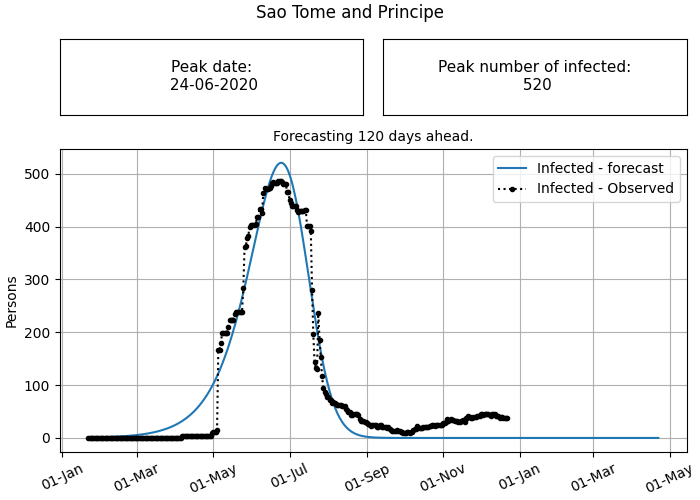 Sao Tome and Principe
Peak date:
24-06-2020
Peak number of infected:
520
Forecasting 120 days ahead.
Infected - forecast
Infected - Observed
Persons
500
400
300
200
100
0
01-Jan
01-Mar
01-May
01-Jul
01-Sep
01-Nov
01-Jan
01-Mar
01-May